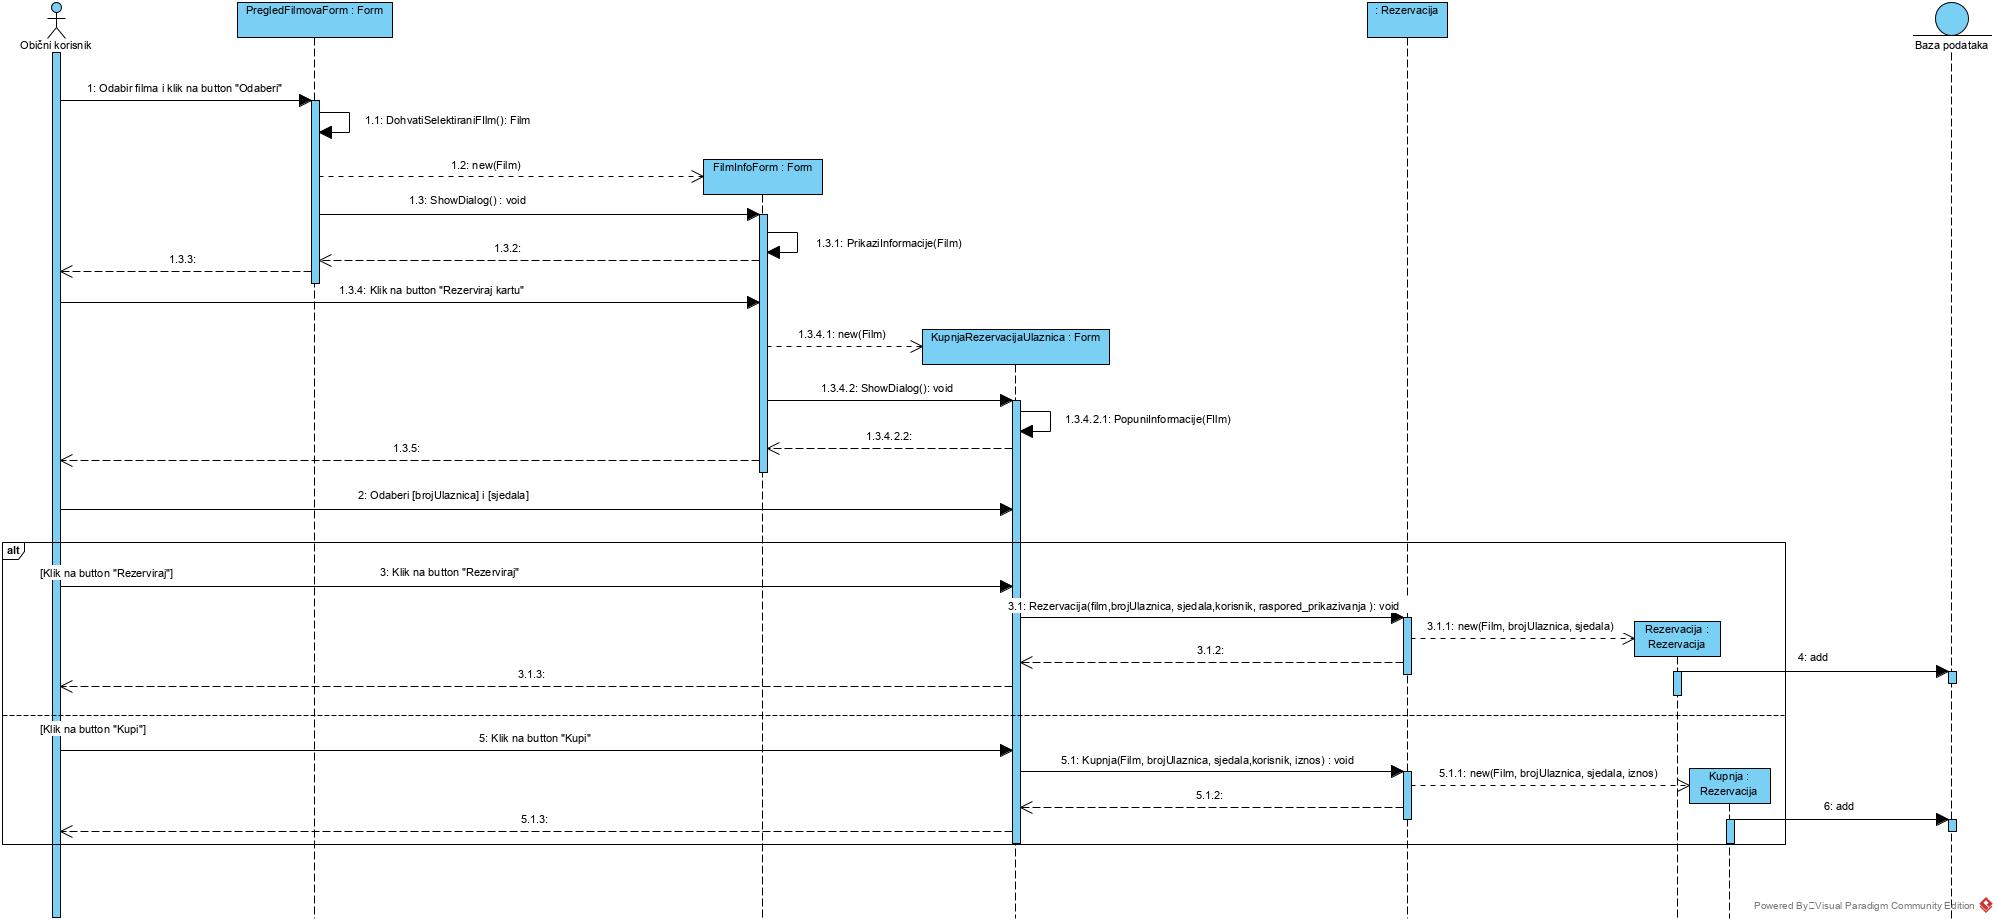 PregledFilmovaForm : Form
: Rezervacija
Obični korisnik
Baza podataka
1: Odabir filma i klik na button "Odaberi"
1.1: DohvatiSelektiraniFIlm(): Film
1.2: new(Film)
FilmInfoForm : Form
1.3: ShowDialog() : void
1.3.1: PrikaziInformacije(Film)
1.3.2:
1.3.3:
1.3.4: Klik na button "Rezerviraj kartu"
1.3.4.1: new(Film)
KupnjaRezervacijaUlaznica : Form
1.3.4.2: ShowDialog(): void
1.3.4.2.1: PopuniInformacije(FIlm)
1.3.4.2.2:
1.3.5:
2: Odaberi [brojUlaznica] i [sjedala]
alt
[Klik na button "Rezerviraj"]
3: Klik na button "Rezerviraj"
3.1: Rezervacija(film,brojUlaznica, sjedala,korisnik, raspored_prikazivanja ): void
3.1.1: new(Film, brojUlaznica, sjedala)
Rezervacija :
Rezervacija
3.1.2:
4: add
3.1.3:
[Klik na button "Kupi"]
5: Klik na button "Kupi"
5.1: Kupnja(Film, brojUlaznica, sjedala,korisnik, iznos) : void
5.1.1: new(Film, brojUlaznica, sjedala, iznos)
Kupnja :
Rezervacija
5.1.2:
6: add
5.1.3:
Powered By Visual Paradigm Community Edition